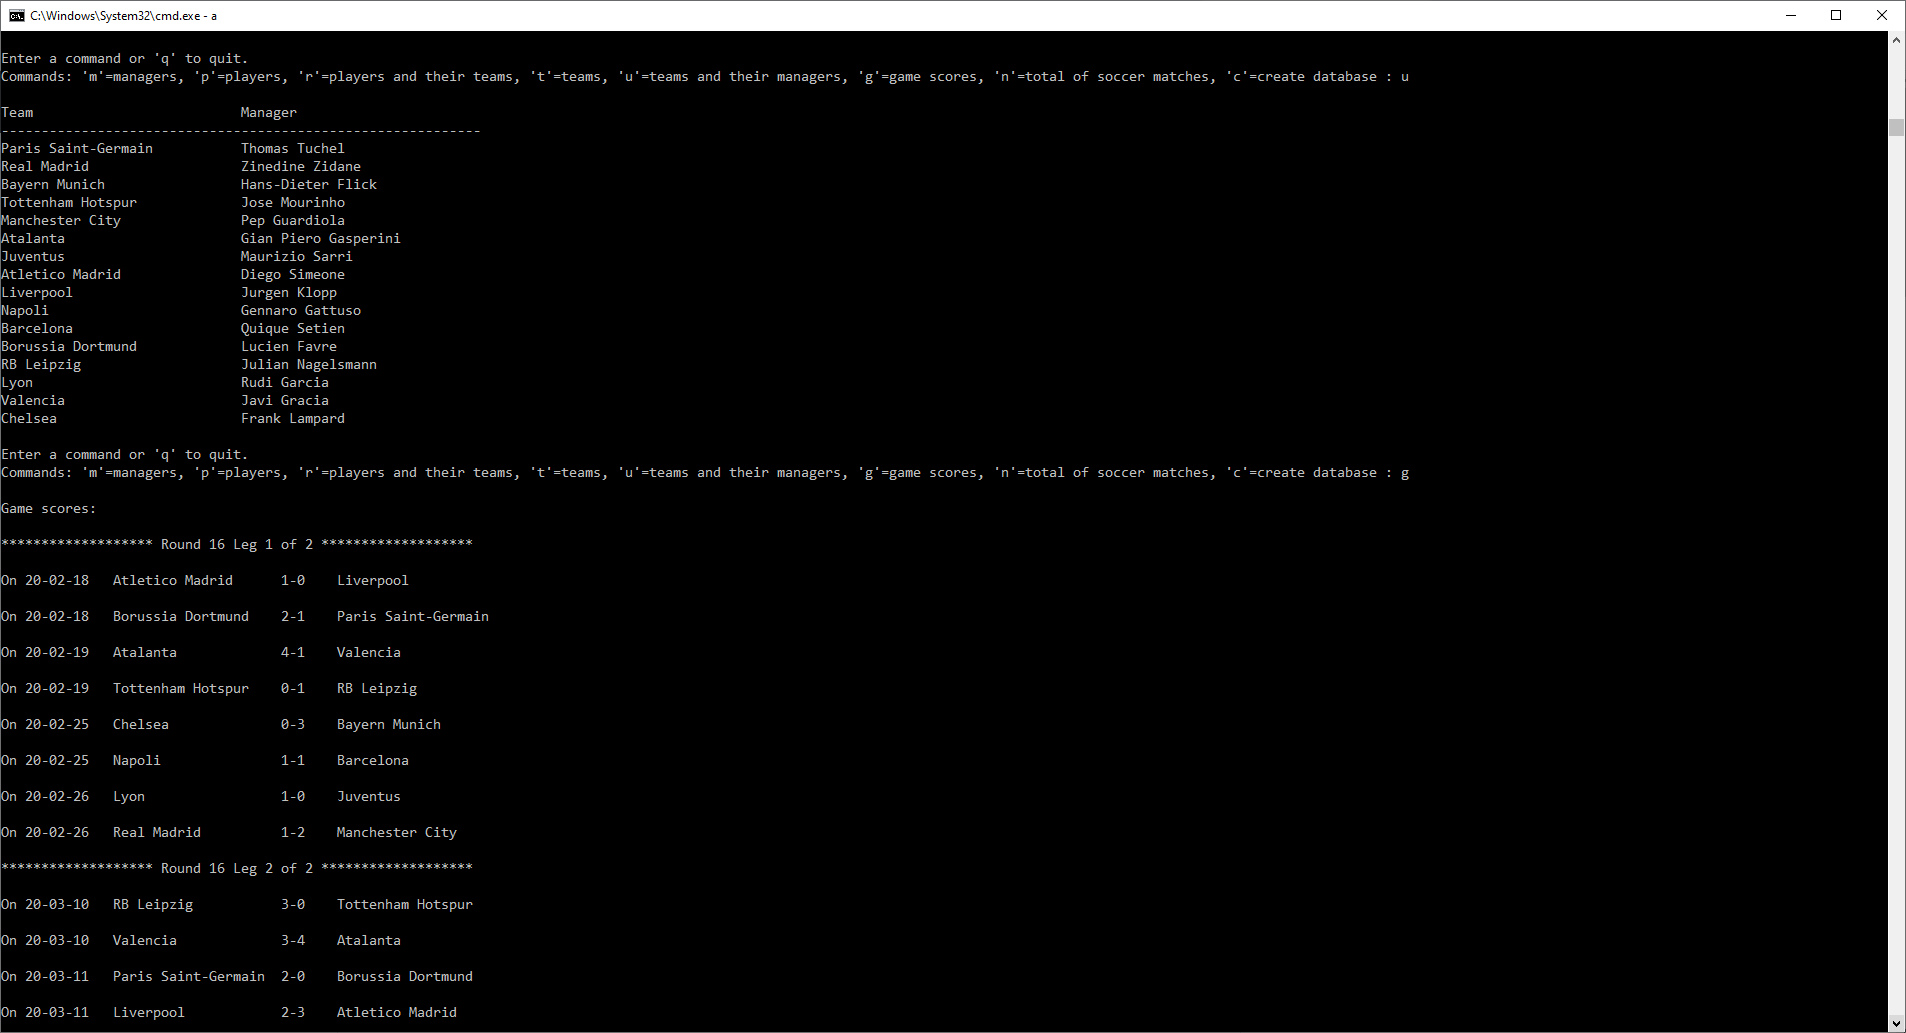 C:\Windows\System32\cmd.exe - a
Enter a command or 'q' to quit.
Commands: 'm'=managers, 'p'=players, 'r'=players and their teams, 't'=teams, 'u'=teams and their managers, 'g'=game scores, 'n'=total of soccer matches, 'c'=create database : u
Team                          Manager
------------------------------------------------------------
Paris Saint-Germain           Thomas Tuchel
Real Madrid                   Zinedine Zidane
Bayern Munich                 Hans-Dieter Flick
Tottenham Hotspur             Jose Mourinho
Manchester City               Pep Guardiola
Atalanta                      Gian Piero Gasperini
Juventus                      Maurizio Sarri
Atletico Madrid               Diego Simeone
Liverpool                     Jurgen Klopp
Napoli                        Gennaro Gattuso
Barcelona                     Quique Setien
Borussia Dortmund             Lucien Favre
RB Leipzig                    Julian Nagelsmann
Lyon                          Rudi Garcia
Valencia                      Javi Gracia
Chelsea                       Frank Lampard
Enter a command or 'q' to quit.
Commands: 'm'=managers, 'p'=players, 'r'=players and their teams, 't'=teams, 'u'=teams and their managers, 'g'=game scores, 'n'=total of soccer matches, 'c'=create database : g
Game scores:
******************* Round 16 Leg 1 of 2 *******************
On 20-02-18   Atletico Madrid      1-0    Liverpool
On 20-02-18   Borussia Dortmund    2-1    Paris Saint-Germain
On 20-02-19   Atalanta             4-1    Valencia
On 20-02-19   Tottenham Hotspur    0-1    RB Leipzig
On 20-02-25   Chelsea              0-3    Bayern Munich
On 20-02-25   Napoli               1-1    Barcelona
On 20-02-26   Lyon                 1-0    Juventus
On 20-02-26   Real Madrid          1-2    Manchester City
******************* Round 16 Leg 2 of 2 *******************
On 20-03-10   RB Leipzig           3-0    Tottenham Hotspur
On 20-03-10   Valencia             3-4    Atalanta
On 20-03-11   Paris Saint-Germain  2-0    Borussia Dortmund
On 20-03-11   Liverpool            2-3    Atletico Madrid